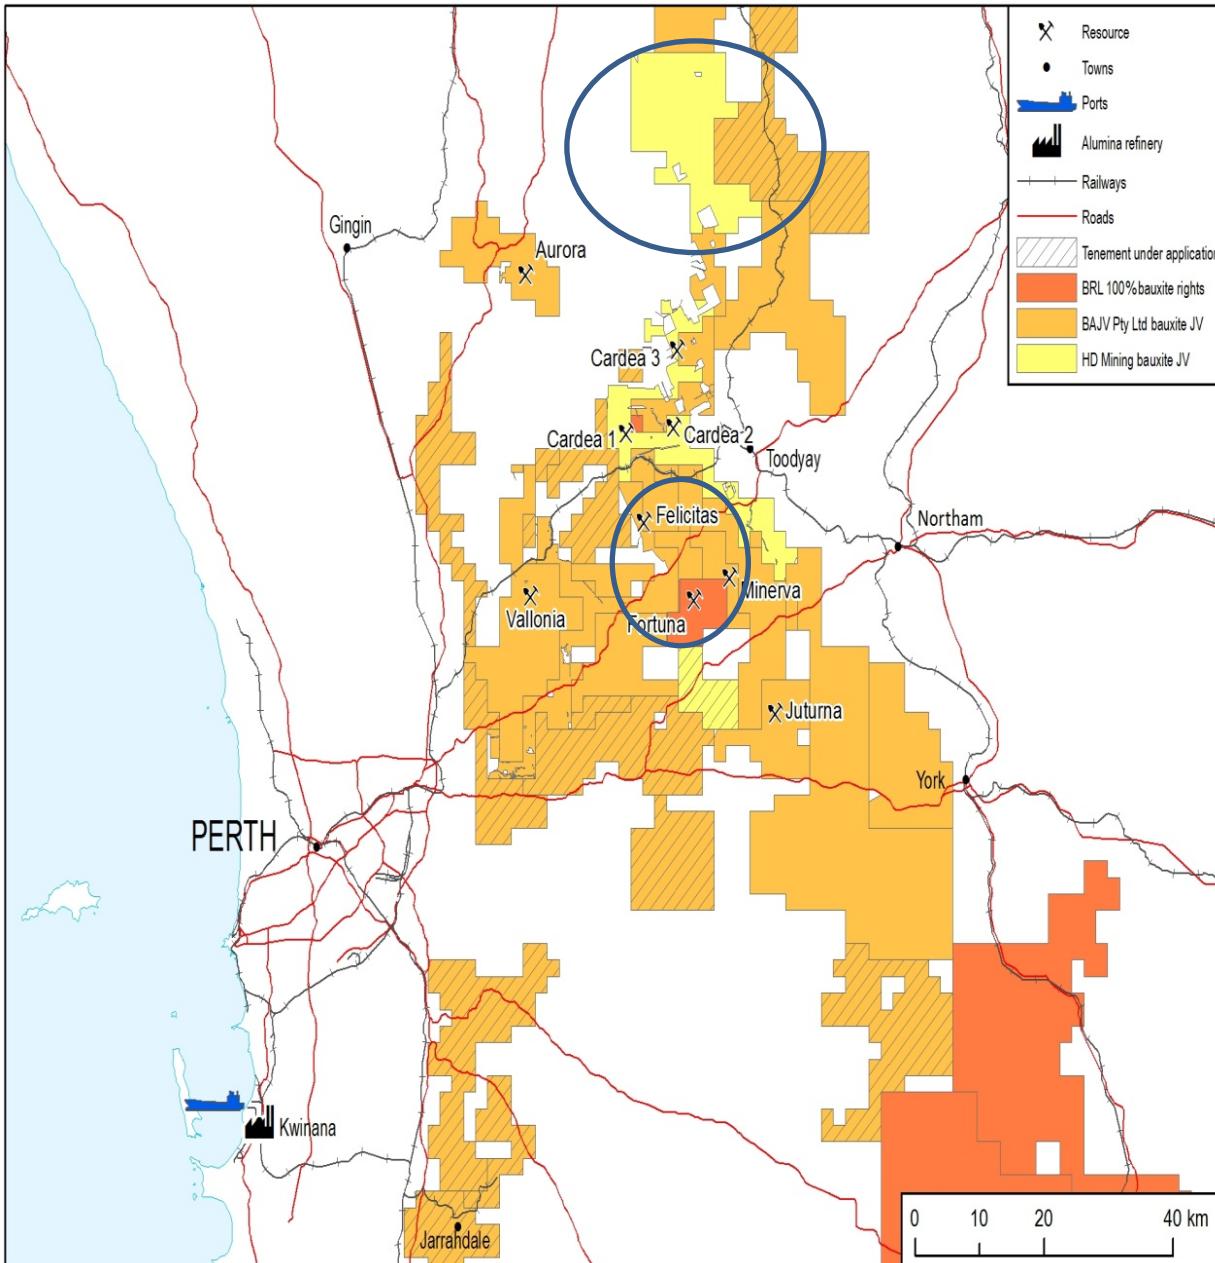 Resource
Towns
Ports
Alumina refinery
Railways
Roads
Tenement under application
BRL 100% bauxite rights
BAJV Pty Ltd bauxite JV
HD Mining bauxite JV
Gingin
Aurora
Cardea 3
Cardea 1
Cardea 2
Toodyay
Felicitas
Northam
Minerva
Vallonia
Fortuna
Juturna
York
PERTH
Kwinana
Jarrahdale
0 10 20 40 km